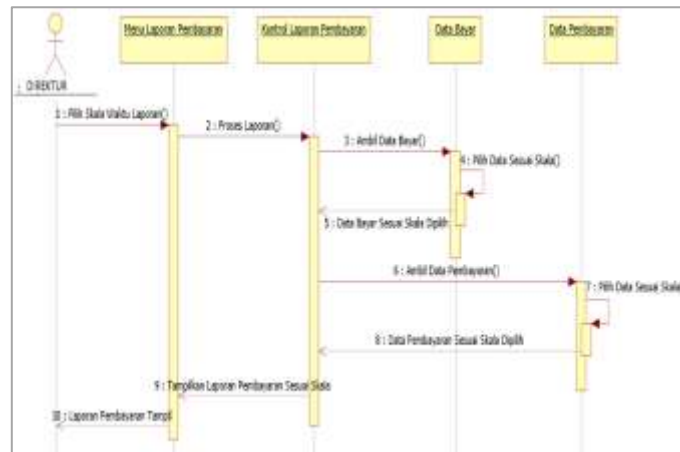 Menu Laporan Pembayaran
Kontrol Laporan Pembayaran
Data Bayar
Data Pembayaran
: DIREKTUR
1 : Pilih Skala Waktu Laporan()
2 : Proses Laporan()
3 : Ambil Data Bayar()
4 : Pilih Data Sesuai Skala()
5 : Data Bayar Sesuai Skala Dipilih
6 : Ambil Data Pembayaran()
7 : Pilih Data Sesuai Skala
8 : Data Pembayaran Sesuai Skala Dipilih
9 : Tampilkan Laporan Pembayaran Sesuai Skala
10 : Laporan Pembayaran Tampil